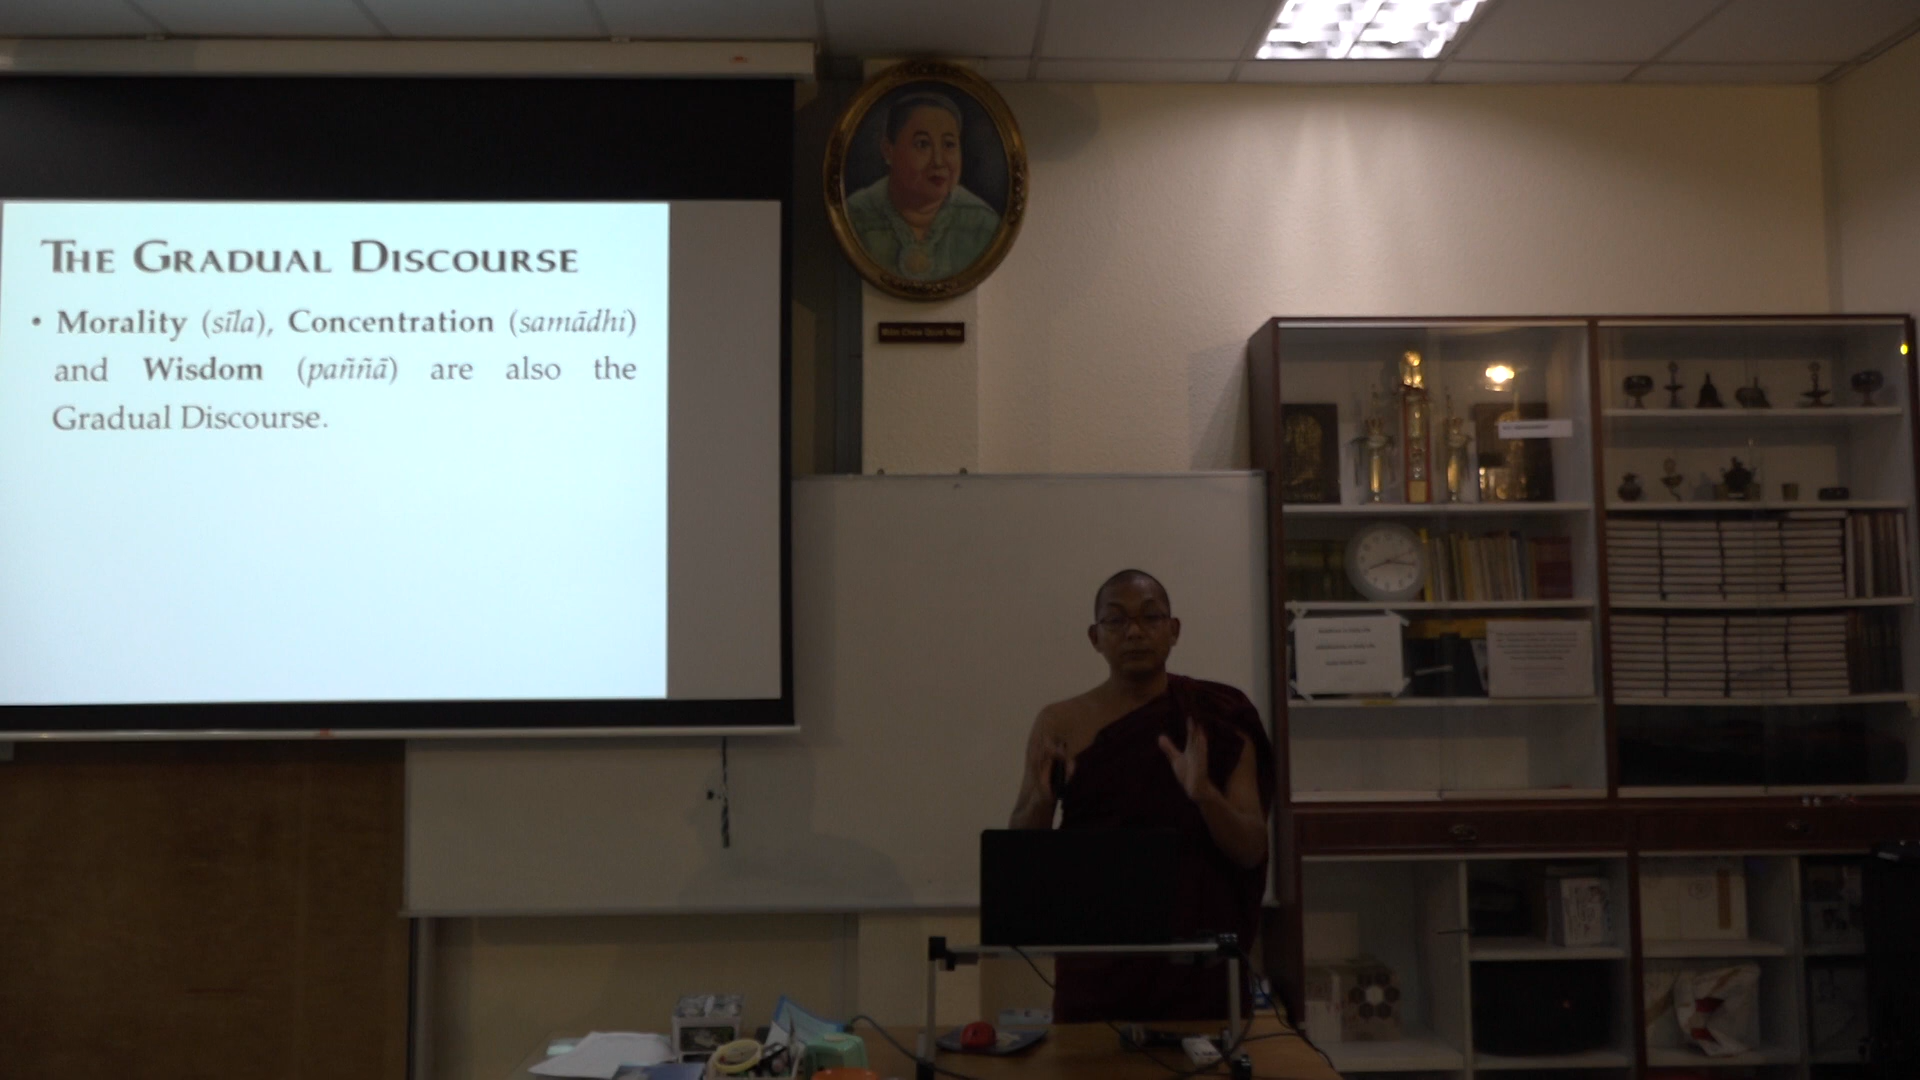 THE GRADUAL DISCOURSE
• Morality (sīla), Concentration (samādhi)
and Wisdom (paññā) are also the
Gradual Discourse.